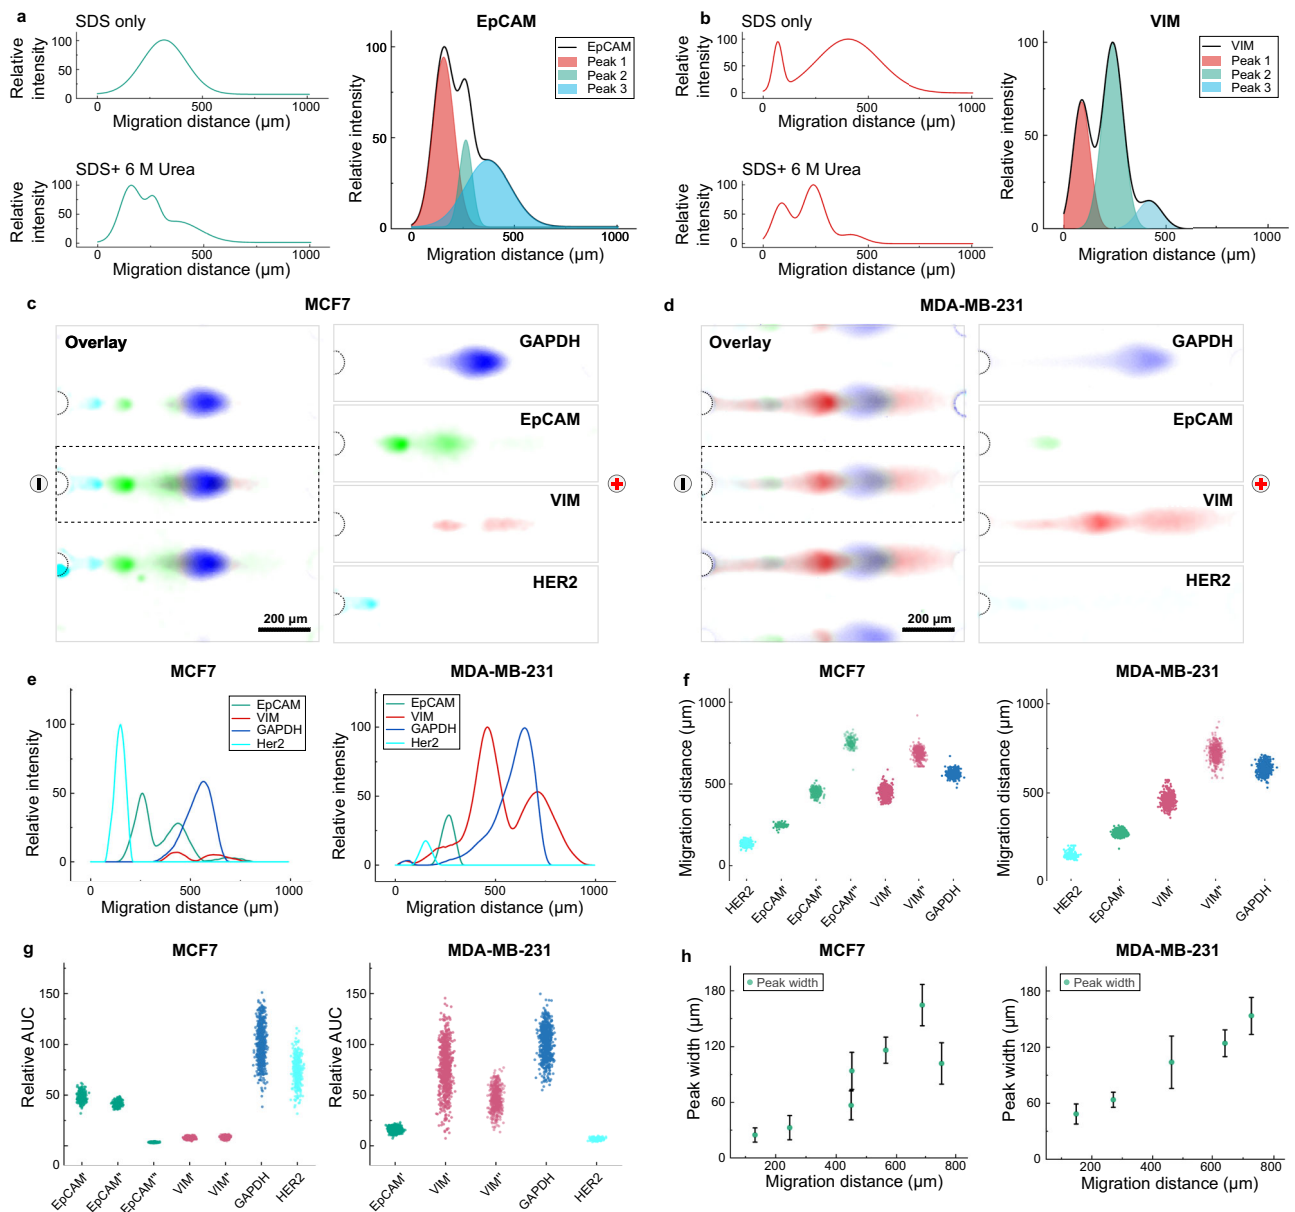 a
SDS only
Relative intensity
100
50
0
0
500
1000
Migration distance (µm)
SDS+ 6 M Urea
Relative intensity
100
50
0
0
500
1000
Migration distance (µm)
EpCAM
Relative intensity
100
50
0
0
500
1000
Migration distance (µm)
EpCAM
Peak 1
Peak 2
Peak 3
b
SDS only
Relative intensity
100
50
0
0
500
1000
Migration distance (µm)
SDS+ 6 M Urea
Relative intensity
100
50
0
0
500
1000
Migration distance (µm)
VIM
Relative intensity
100
50
0
0
500
1000
Migration distance (µm)
VIM
Peak 1
Peak 2
Peak 3
c
MCF7
Overlay
200 µm
GAPDH
EpCAM
VIM
HER2
d
MDA-MB-231
Overlay
200 µm
GAPDH
EpCAM
VIM
HER2
e
MCF7
Relative intensity
100
50
0
0
500
1000
Migration distance (µm)
EpCAM
VIM
GAPDH
Her2
MDA-MB-231
Relative intensity
100
50
0
0
500
1000
Migration distance (µm)
EpCAM
VIM
GAPDH
Her2
f
MCF7
Migration distance (µm)
1000
500
0
HER2
EpCAM'
EpCAM"
EpCAM'"
VIM'
VIM"
GAPDH
MDA-MB-231
Migration distance (µm)
1000
500
0
HER2
EpCAM'
VIM'
VIM"
GAPDH
g
MCF7
Relative AUC
150
100
50
0
0
EpCAM'
EpCAM"
EpCAM'"
VIM'
VIM"
GAPDH
HER2
MDA-MB-231
Relative AUC
150
100
50
0
0
EpCAM'
VIM'
VIM"
GAPDH
HER2
h
MCF7
Peak width (µm)
180
120
60
0
200
400
600
800
Migration distance (µm)
Peak width
MDA-MB-231
Peak width (µm)
180
120
60
0
200
400
600
800
Migration distance (µm)
Peak width